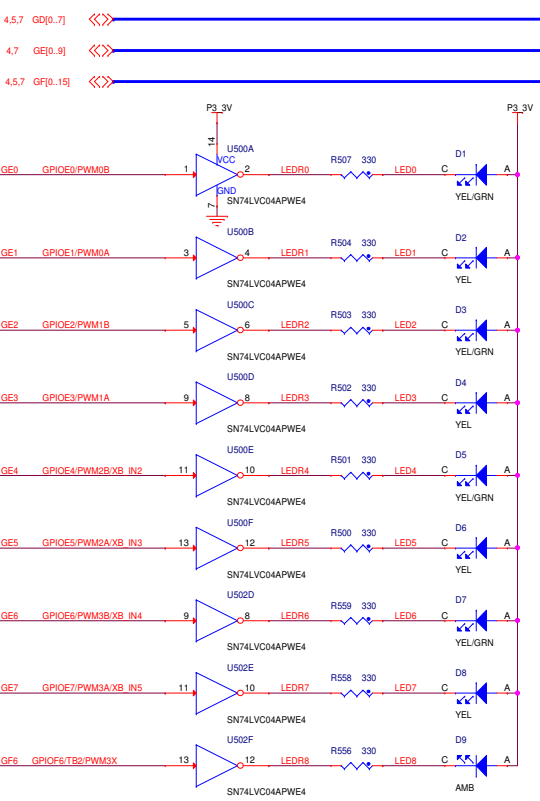 4,5,7 GD[0..7]
4,7 GE[0..9]
4,5,7 GF[0..15]
P3_3V P3_3V
14 U500A
VCC
GE0 GPIOE0/PWM0B 1 2 LEDR0 R507 330 LED0 C D1 A
GND
7 SN74LVC04APWE4 YEL/GRN
U500B
GE1 GPIOE1/PWM0A 3 4 LEDR1 R504 330 LED1 C D2 A
SN74LVC04APWE4 YEL
U500C
GE2 GPIOE2/PWM1B 5 6 LEDR2 R503 330 LED2 C D3 A
SN74LVC04APWE4 YEL/GRN
U500D
GE3 GPIOE3/PWM1A 9 8 LEDR3 R502 330 LED3 C D4 A
SN74LVC04APWE4 YEL
U500E
GE4 GPIOE4/PWM2B/XB_IN2 11 10 LEDR4 R501 330 LED4 C D5 A
SN74LVC04APWE4 YEL/GRN
U500F
GE5 GPIOE5/PWM2A/XB_IN3 13 12 LEDR5 R500 330 LED5 C D6 A
SN74LVC04APWE4 YEL
U502D
GE6 GPIOE6/PWM3B/XB_IN4 9 8 LEDR6 R559 330 LED6 C D7 A
SN74LVC04APWE4 YEL/GRN
U502E
GE7 GPIOE7/PWM3A/XB_IN5 11 10 LEDR7 R558 330 LED7 C D8 A
SN74LVC04APWE4 YEL
U502F
GF6 GPIOF6/TB2/PWM3X 13 12 LEDR8 R556 330 LED8 C D9 A
SN74LVC04APWE4 AMB